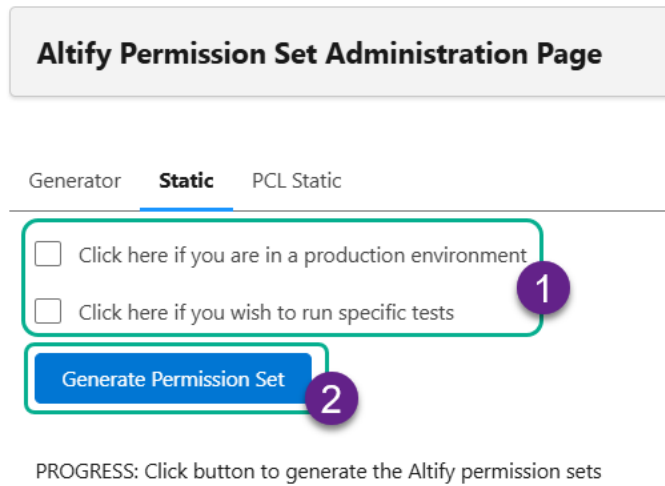 Altify Permission Set Administration Page
Generator Static PCL Static
Click here if you are in a production environment
1
Click here if you wish to run specific tests
Generate Permission Set
2
PROGRESS: Click button to generate the Altify permission sets